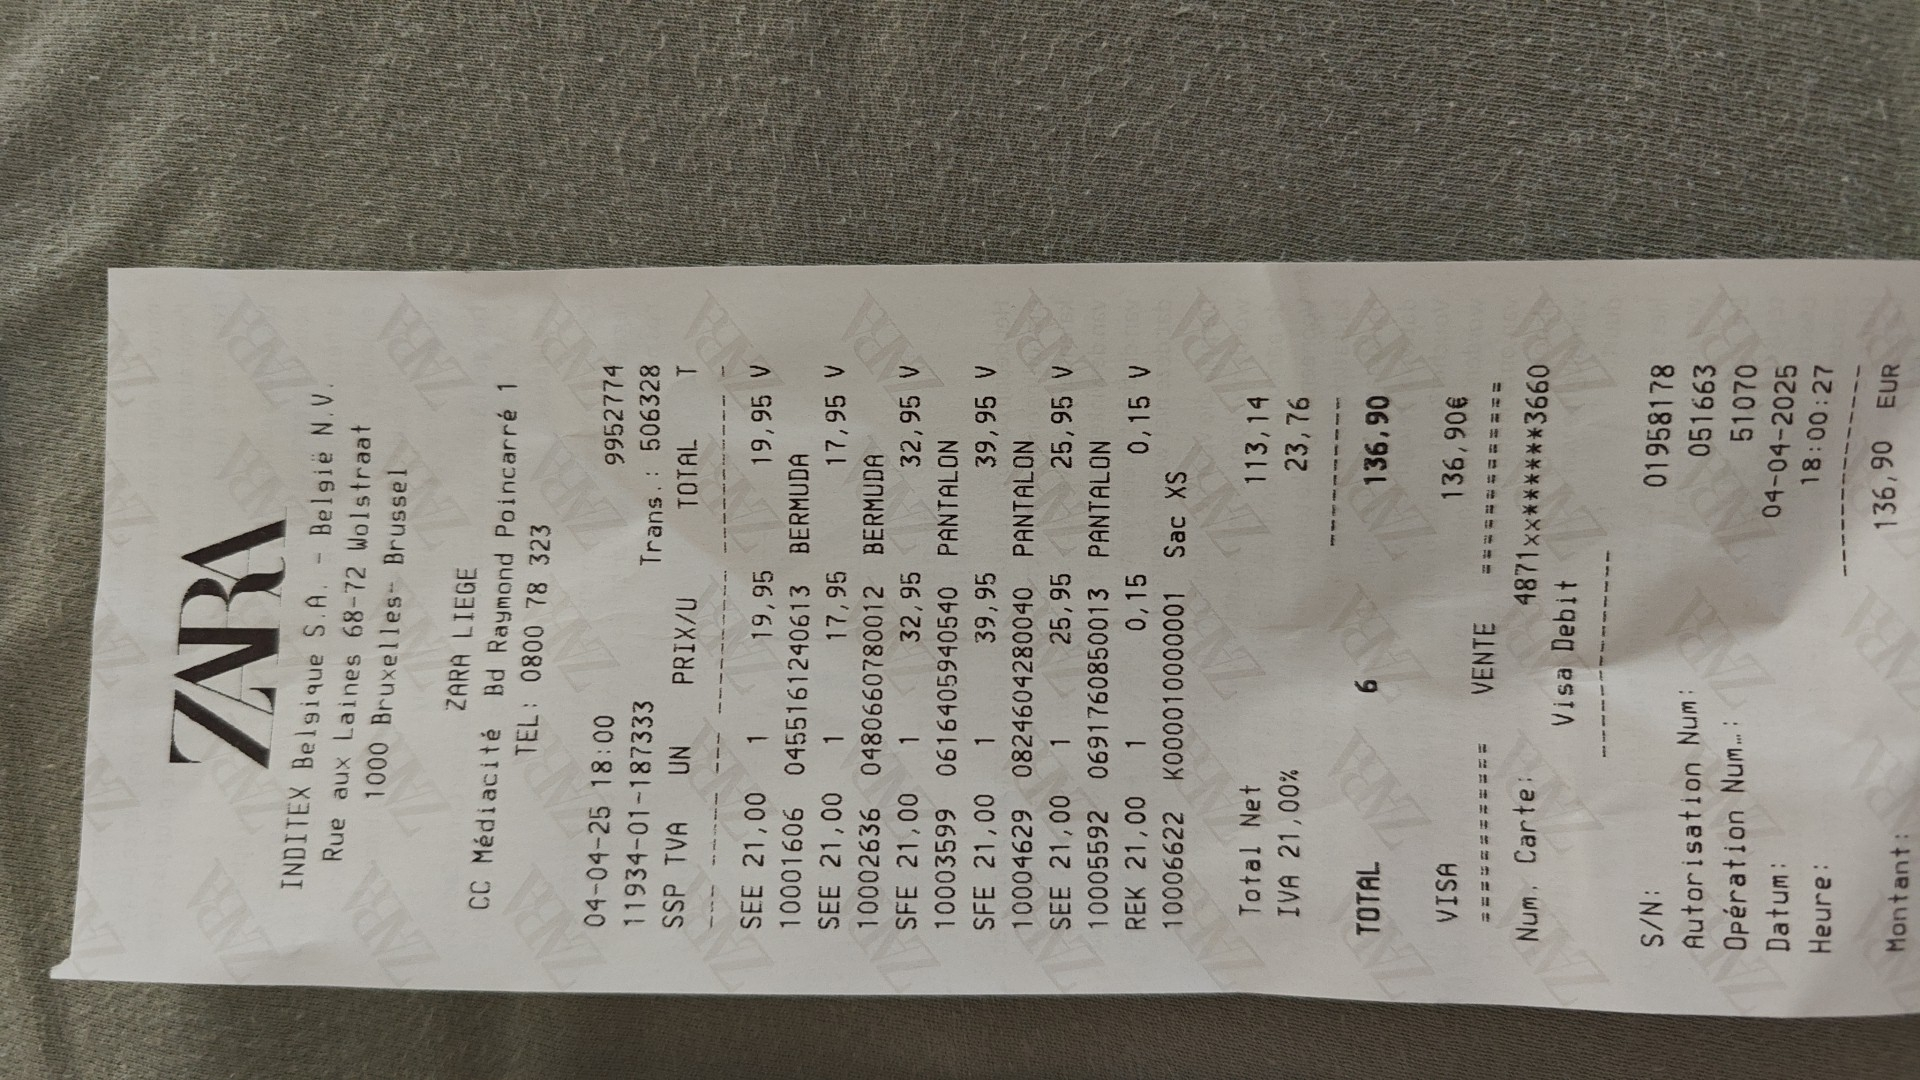 ZARA
INDITEX Belgique S.A. - België N.V.
Rue aux Laines 68-72 Wolstraat
1000 Bruxelles- Brussel
ZARA LIEGE
CC Médiacité Bd Raymond Poincarré 1
TEL: 0800 78 323
04-04-25 18:00 9952774
11934-01-187333 Trans.: 506328
SSP TVA UN PRIX/U TOTAL T
SEE 21,00 1 19,95 19,95 V
10001606 0455161240613 BERMUDA
SEE 21,00 1 17,95 17,95 V
10002636 0480660780012 BERMUDA
SFE 21,00 1 32,95 32,95 V
10003599 0616405940540 PANTALON
SFE 21,00 1 39,95 39,95 V
10004629 0824604280040 PANTALON
SEE 21,00 1 25,95 25,95 V
10005592 0691760850013 PANTALON
REK 21,00 1 0,15 0,15 V
10006622 K000010000001 Sac XS
Total Net 113,14
IVA 21,00% 23,76
TOTAL 6 136,90
VISA 136,90€
=========== VENTE ===========
Num. Carte: 4871xx******3660
Visa Debit
S/N: 01958178
Autorisation Num: 051663
Opération Num..: 51070
Datum: 04-04-2025
Heure: 18:00:27
Montant: 136,90 EUR